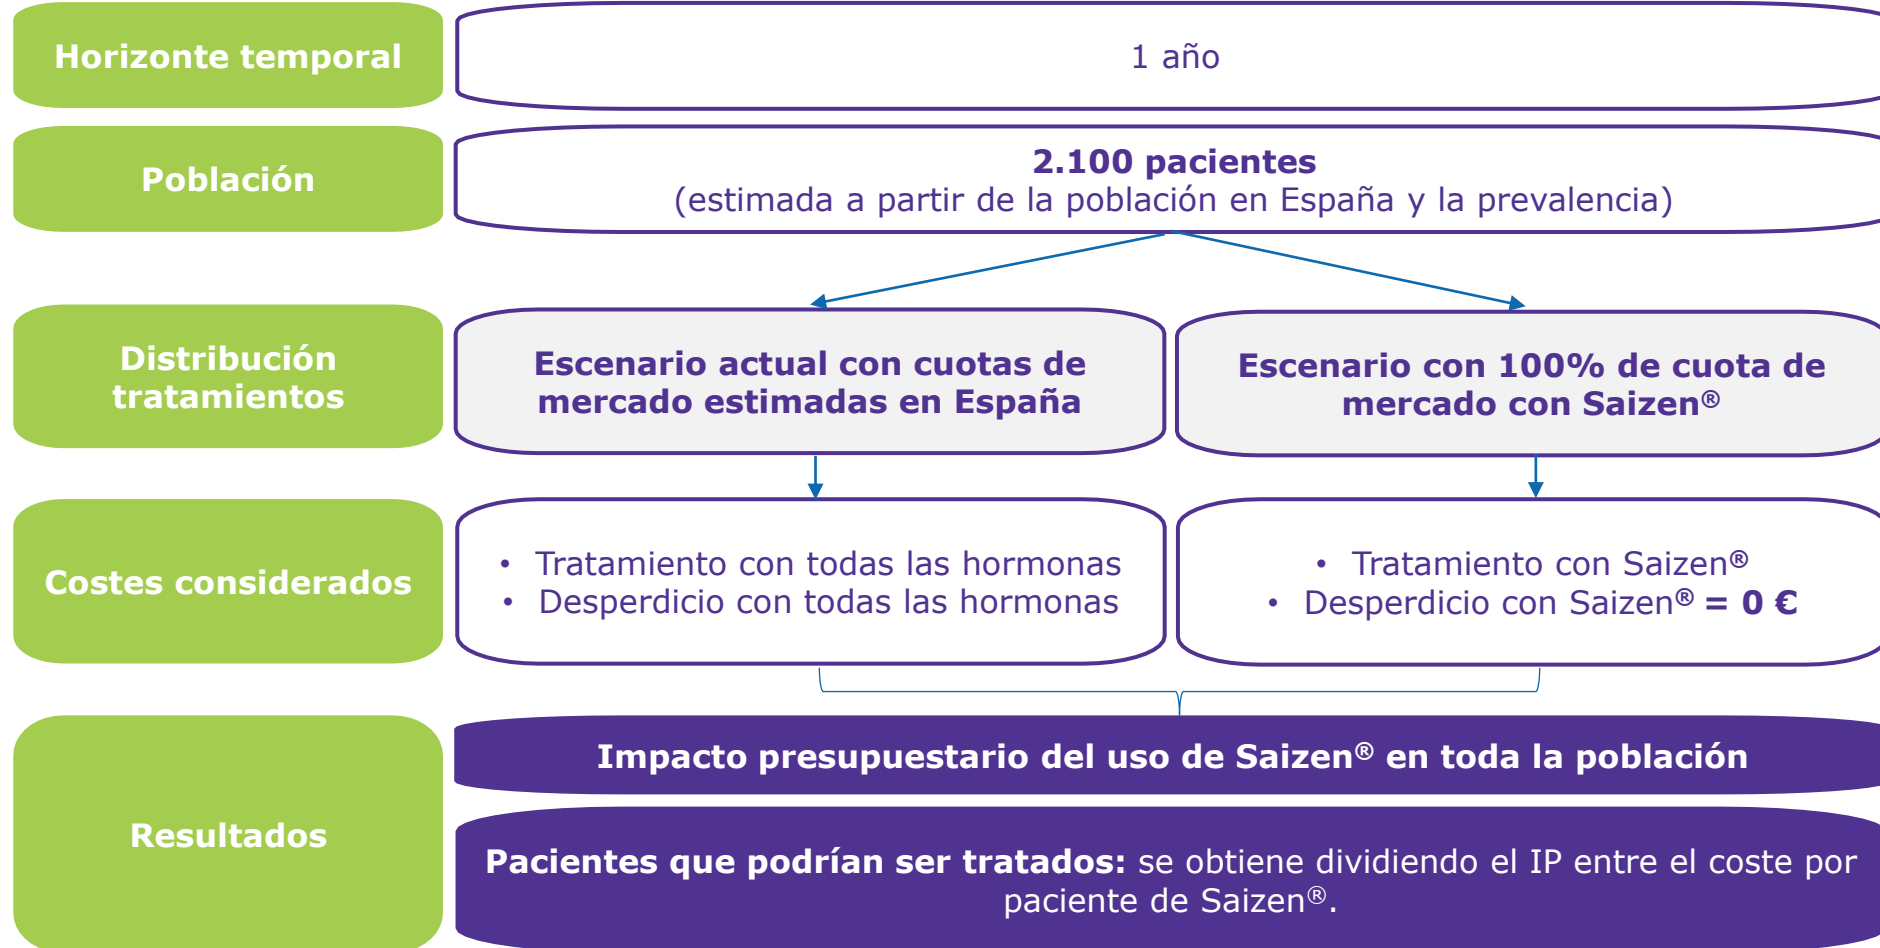 Horizonte temporal
1 año
Población
2.100 pacientes
(estimada a partir de la población en España y la prevalencia)
Distribución
tratamientos
Escenario actual con cuotas de
mercado estimadas en España
Escenario con 100% de cuota de
mercado con Saizen®
Costes considerados
• Tratamiento con todas las hormonas
• Desperdicio con todas las hormonas
• Tratamiento con Saizen®
• Desperdicio con Saizen® = 0 €
Resultados
Impacto presupuestario del uso de Saizen® en toda la población
Pacientes que podrían ser tratados: se obtiene dividiendo el IP entre el coste por
paciente de Saizen®.